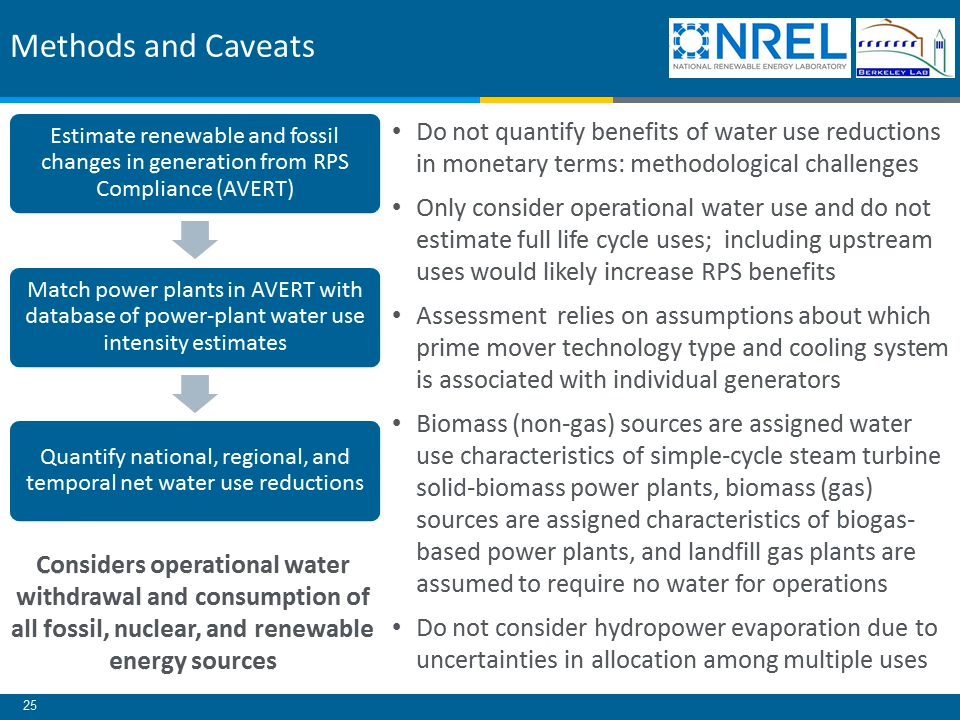 Methods and Caveats
NREL
NATIONAL RENEWABLE ENERGY LABORATORY
BERKELEY LAB
Estimate renewable and fossil
changes in generation from RPS
Compliance (AVERT)
Match power plants in AVERT with
database of power-plant water use
intensity estimates
Quantify national, regional, and
temporal net water use reductions
Considers operational water
withdrawal and consumption of
all fossil, nuclear, and renewable
energy sources
• Do not quantify benefits of water use reductions
in monetary terms: methodological challenges
• Only consider operational water use and do not
estimate full life cycle uses; including upstream
uses would likely increase RPS benefits
• Assessment relies on assumptions about which
prime mover technology type and cooling system
is associated with individual generators
• Biomass (non-gas) sources are assigned water
use characteristics of simple-cycle steam turbine
solid-biomass power plants, biomass (gas)
sources are assigned characteristics of biogas-
based power plants, and landfill gas plants are
assumed to require no water for operations
• Do not consider hydropower evaporation due to
uncertainties in allocation among multiple uses
25